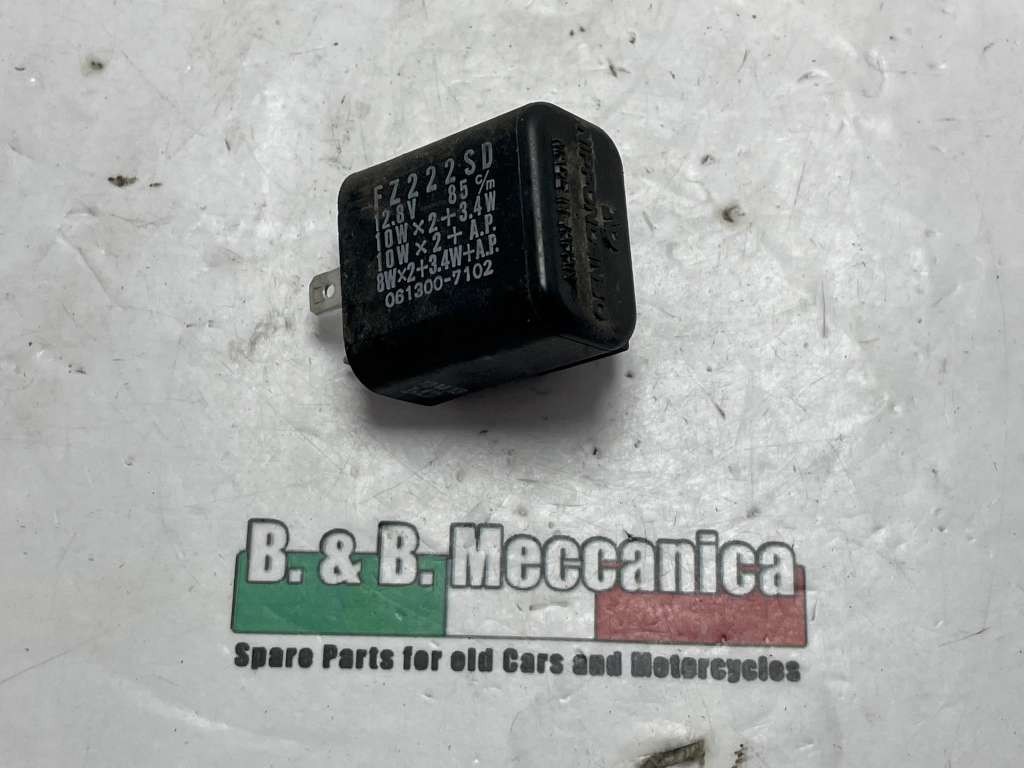 FZ222SD
12.8V 85c/m
10W×2+3.4W
10W×2+A.P.
8W×2+3.4W+A.P.
061300-7102
B. & B. Meccanica
Spare Parts for old Cars and Motorcycles